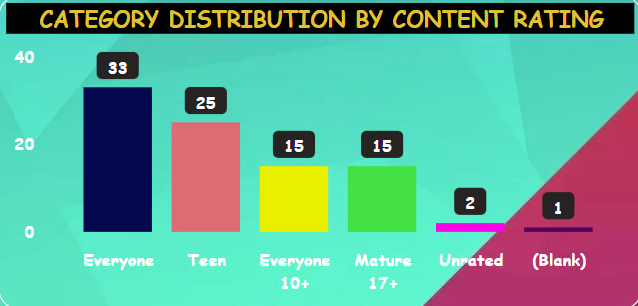 CATEGORY DISTRIBUTION BY CONTENT RATING
40
20
0
33
25
15
15
2
1
Everyone
Teen
Everyone
10+
Mature
17+
Unrated
(Blank)